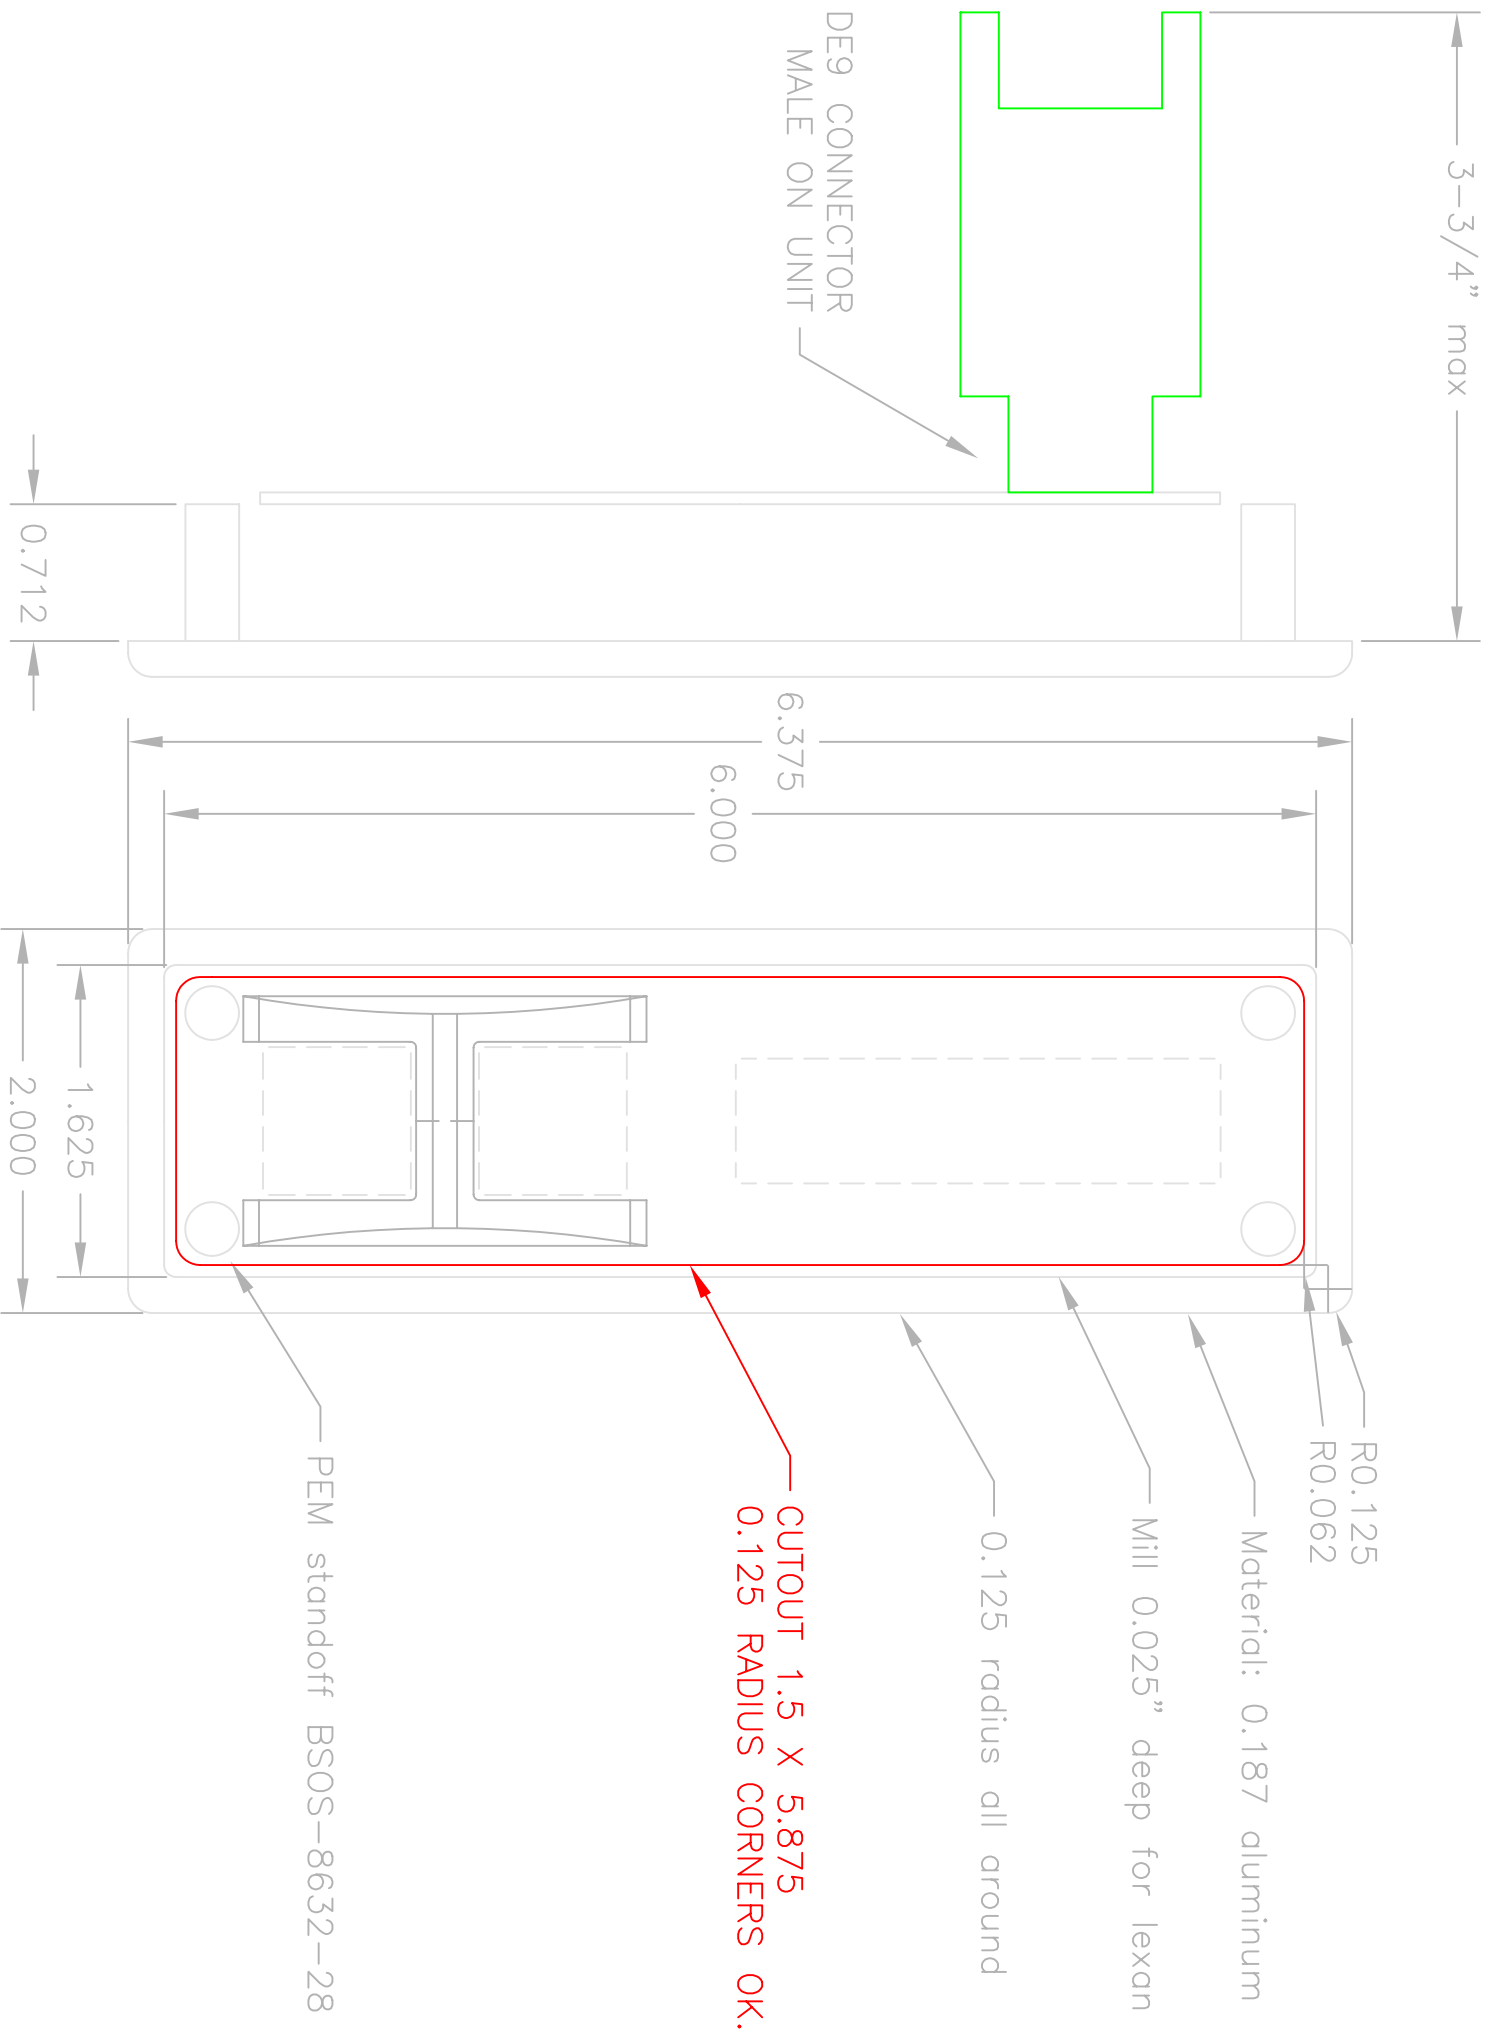 3-3/4” max
DE9 CONNECTOR
MALE ON UNIT
0.712
6.375
6.000
1.625
2.000
R0.125
R0.062
Material: 0.187 aluminum
Mill 0.025” deep for lexan
0.125 radius all around
CUTOUT 1.5 X 5.875
0.125 RADIUS CORNERS OK.
PEM standoff BSOS-8632-28